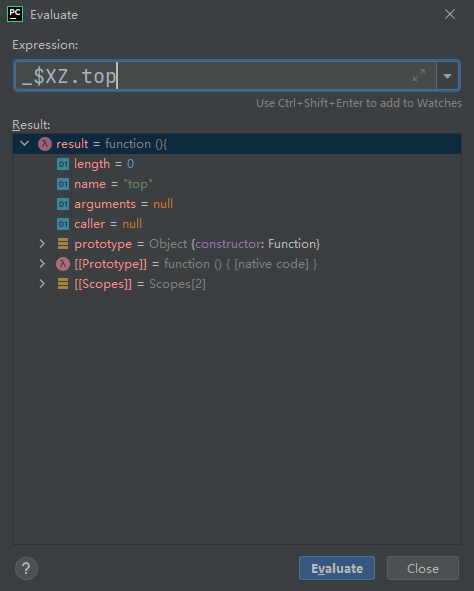 PC Evaluate
Expression:
_$XZ.top
Use Ctrl+Shift+Enter to add to Watches
Result:
λ result = function (){
01 length = 0
01 name = "top"
01 arguments = null
01 caller = null
prototype = Object {constructor: Function}
λ [[Prototype]] = function () { [native code] }
[[Scopes]] = Scopes[2]
? Evaluate Close